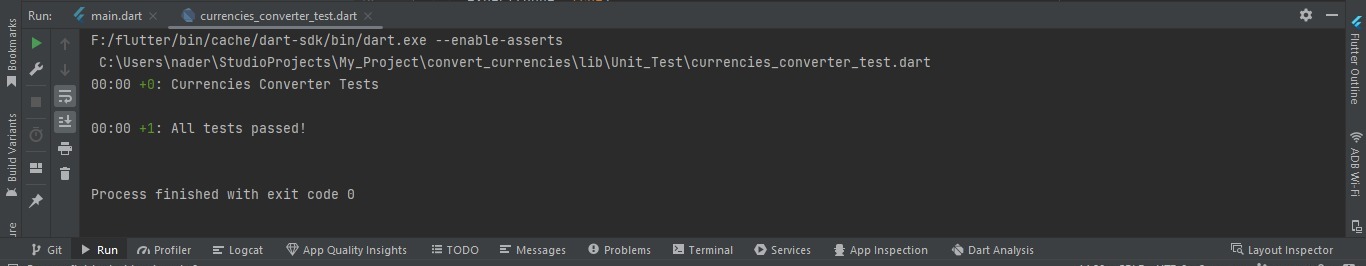 Run:
main.dart
currencies_converter_test.dart
Bookmarks
Build Variants
F:/flutter/bin/cache/dart-sdk/bin/dart.exe --enable-asserts
C:\Users\nader\StudioProjects\My_Project\convert_currencies\lib\Unit_Test\currencies_converter_test.dart
00:00 +0: Currencies Converter Tests
00:00 +1: All tests passed!
Process finished with exit code 0
Flutter Outline
ADB Wi-Fi
Git
Run
Profiler
Logcat
App Quality Insights
TODO
Messages
Problems
Terminal
Services
App Inspection
Dart Analysis
Layout Inspector